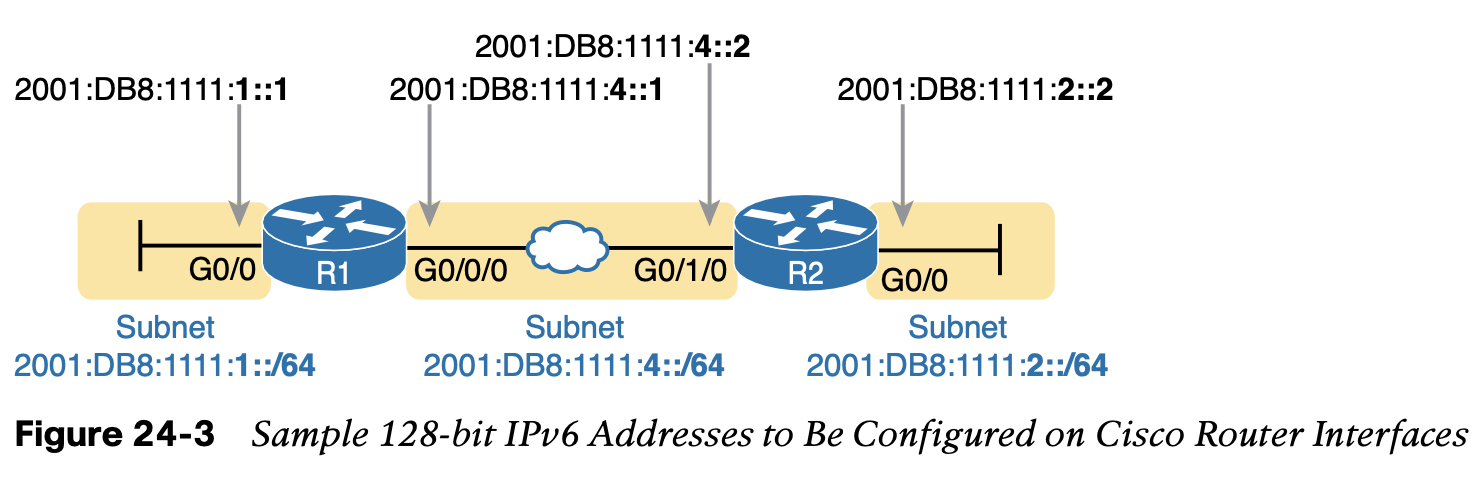 2001:DB8:1111:4::2
2001:DB8:1111:1::1
2001:DB8:1111:4::1
2001:DB8:1111:2::2
G0/0
R1
G0/0/0
G0/1/0
R2
G0/0
Subnet
2001:DB8:1111:1::/64
Subnet
2001:DB8:1111:4::/64
Subnet
2001:DB8:1111:2::/64
Figure 24-3 Sample 128-bit IPv6 Addresses to Be Configured on Cisco Router Interfaces